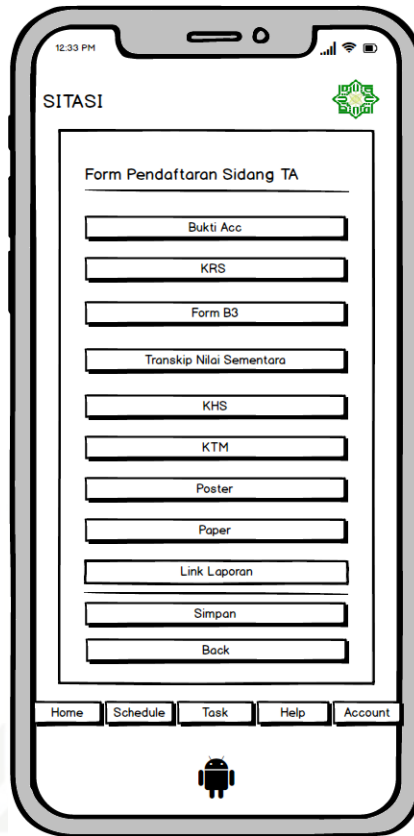 12:33 PM
SITASI
Form Pendaftaran Sidang TA
Bukti Acc
KRS
Form B3
Transkip Nilai Sementara
KHS
KTM
Poster
Paper
Link Laporan
Simpan
Back
Home Schedule Task Help Account